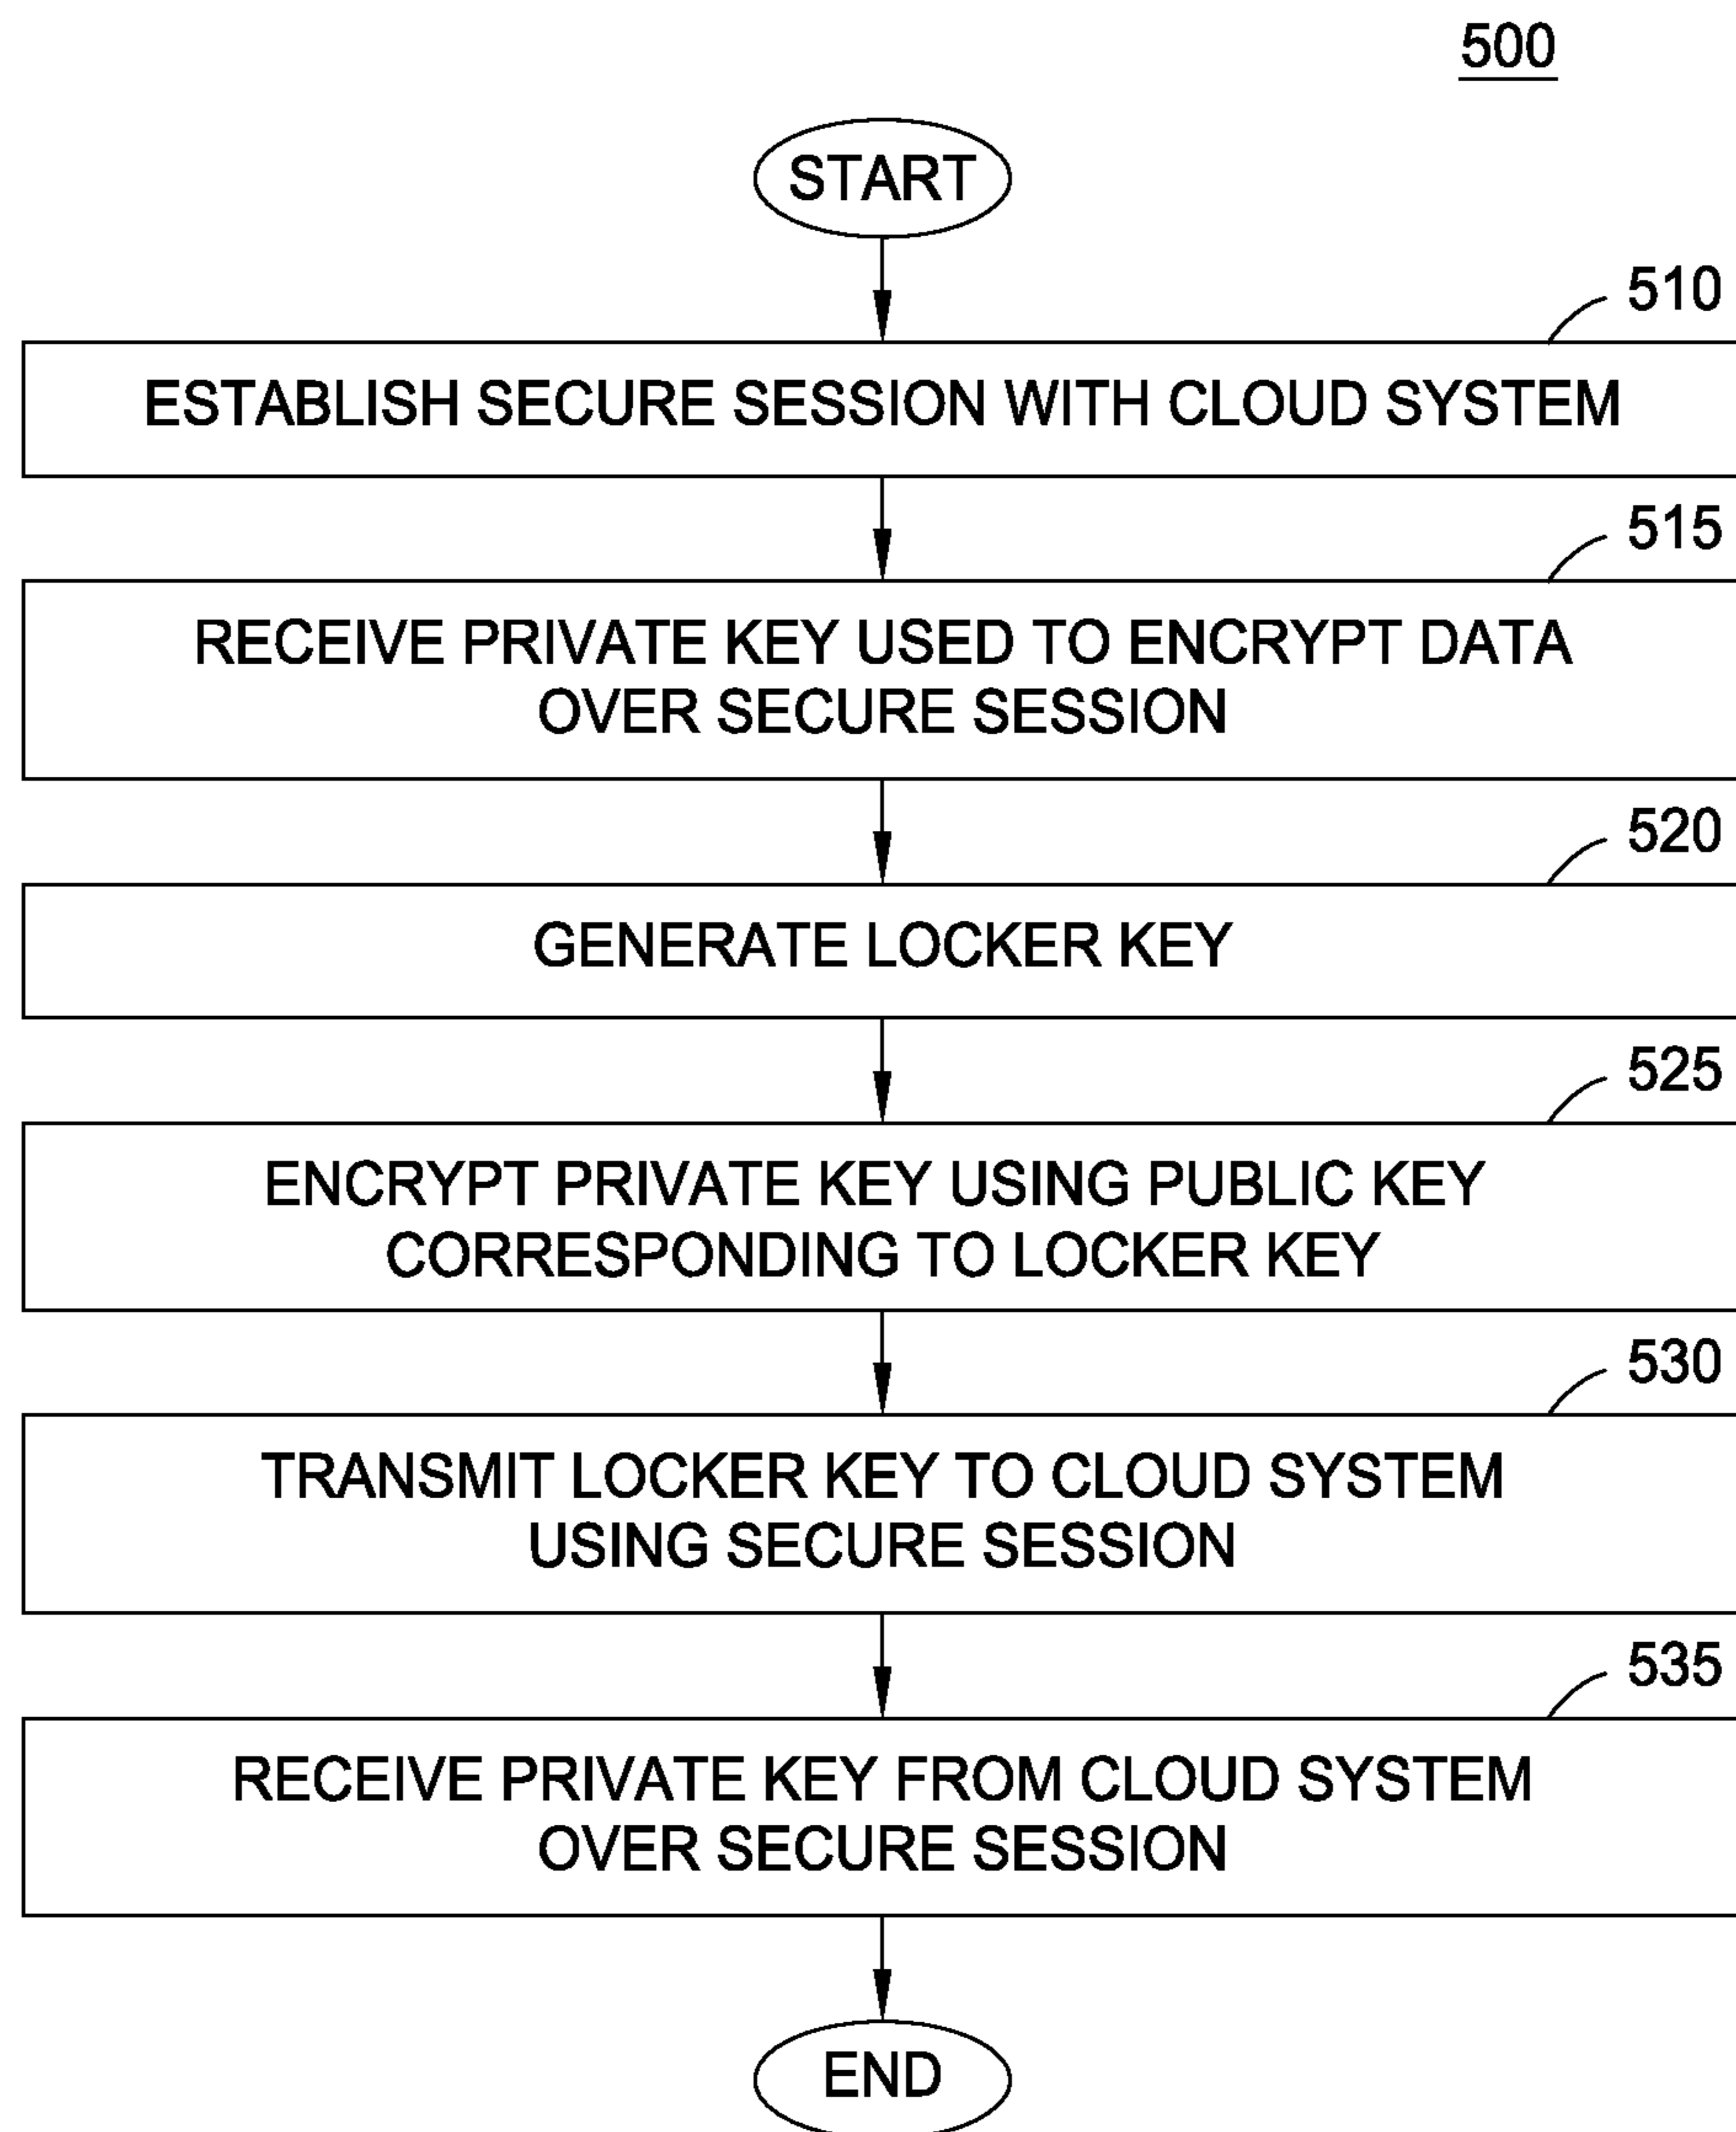 500
START
510
ESTABLISH SECURE SESSION WITH CLOUD SYSTEM
515
RECEIVE PRIVATE KEY USED TO ENCRYPT DATA
OVER SECURE SESSION
520
GENERATE LOCKER KEY
525
ENCRYPT PRIVATE KEY USING PUBLIC KEY
CORRESPONDING TO LOCKER KEY
530
TRANSMIT LOCKER KEY TO CLOUD SYSTEM
USING SECURE SESSION
535
RECEIVE PRIVATE KEY FROM CLOUD SYSTEM
OVER SECURE SESSION
END